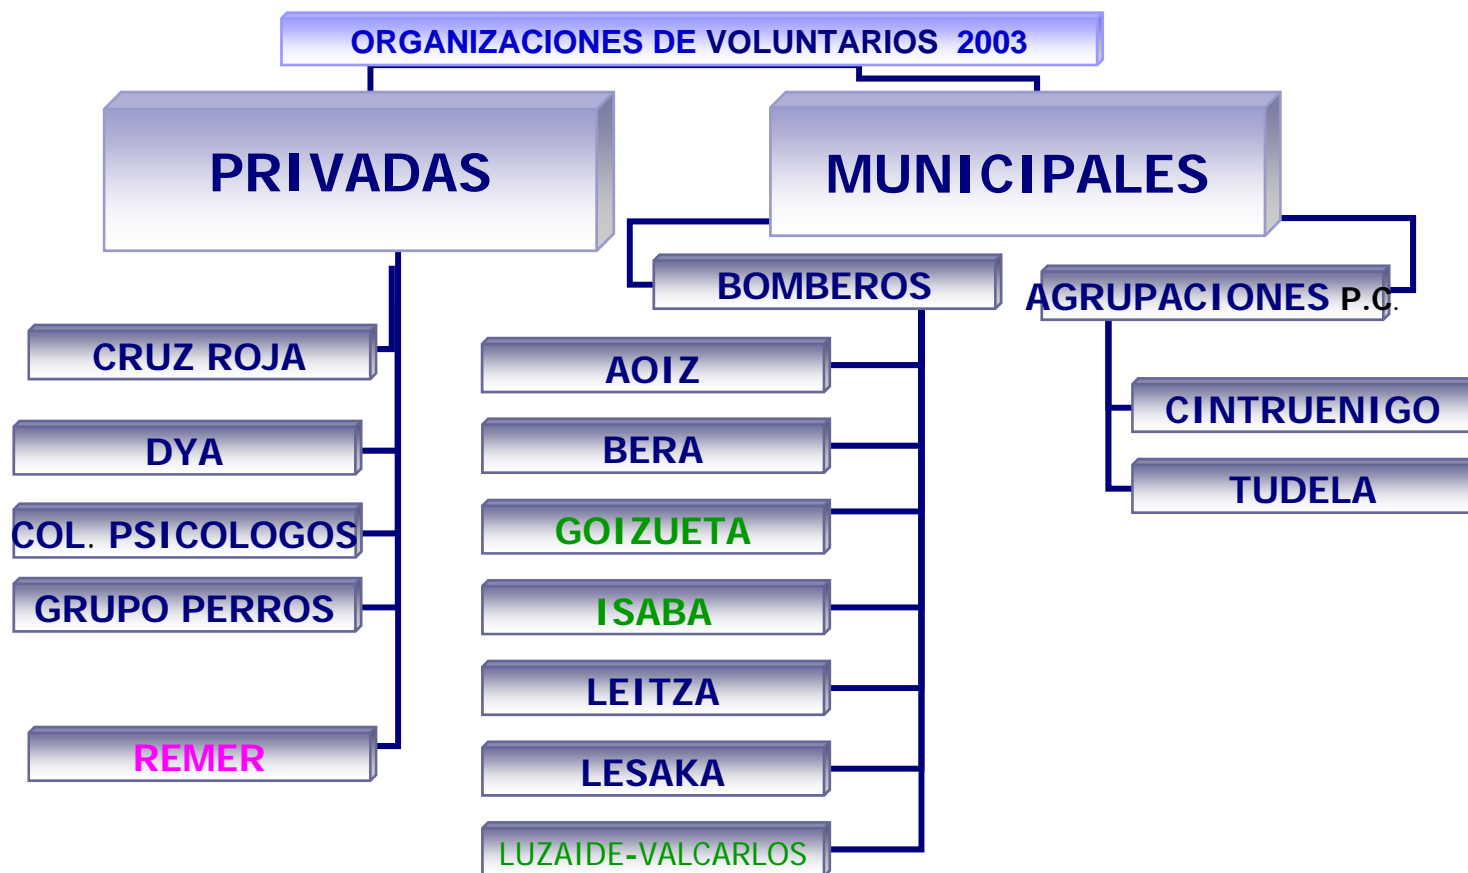 ORGANIZACIONES DE VOLUNTARIOS 2003
PRIVADAS
MUNICIPALES
CRUZ ROJA
DYA
COL. PSICOLOGOS
GRUPO PERROS
REMER
BOMBEROS
AOIZ
BERA
GOIZUETA
ISABA
LEITZA
LESAKA
LUZAIDE-VALCARLOS
AGRUPACIONES P.C.
CINTRUENIGO
TUDELA